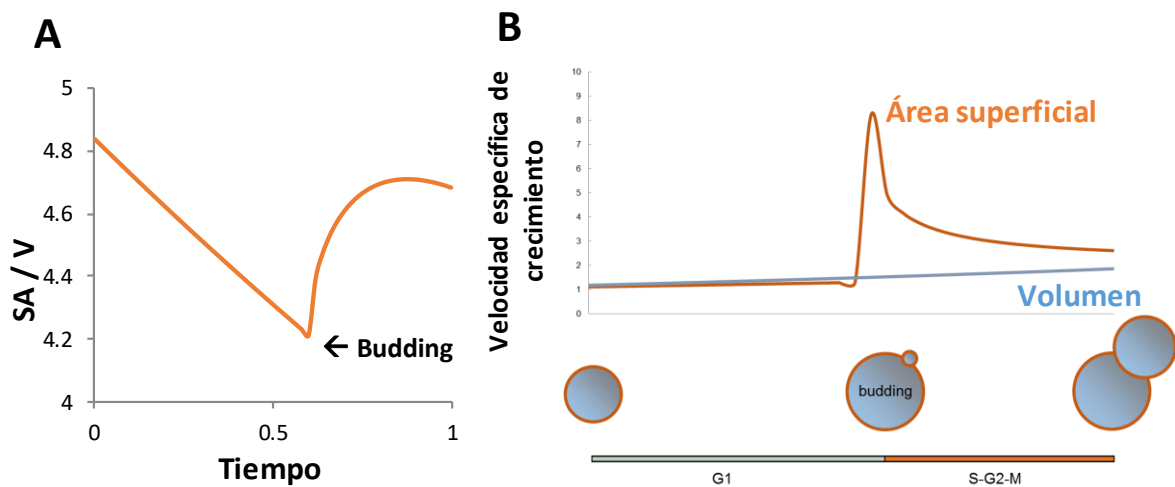 A
5
4.8
4.6
4.4
4.2
4
SA / V
← Budding
0
0.5
1
Tiempo
B
Velocidad específica de
crecimiento
10
9
8
7
6
5
4
3
2
1
0
Área superficial
Volumen
budding
G1
S-G2-M